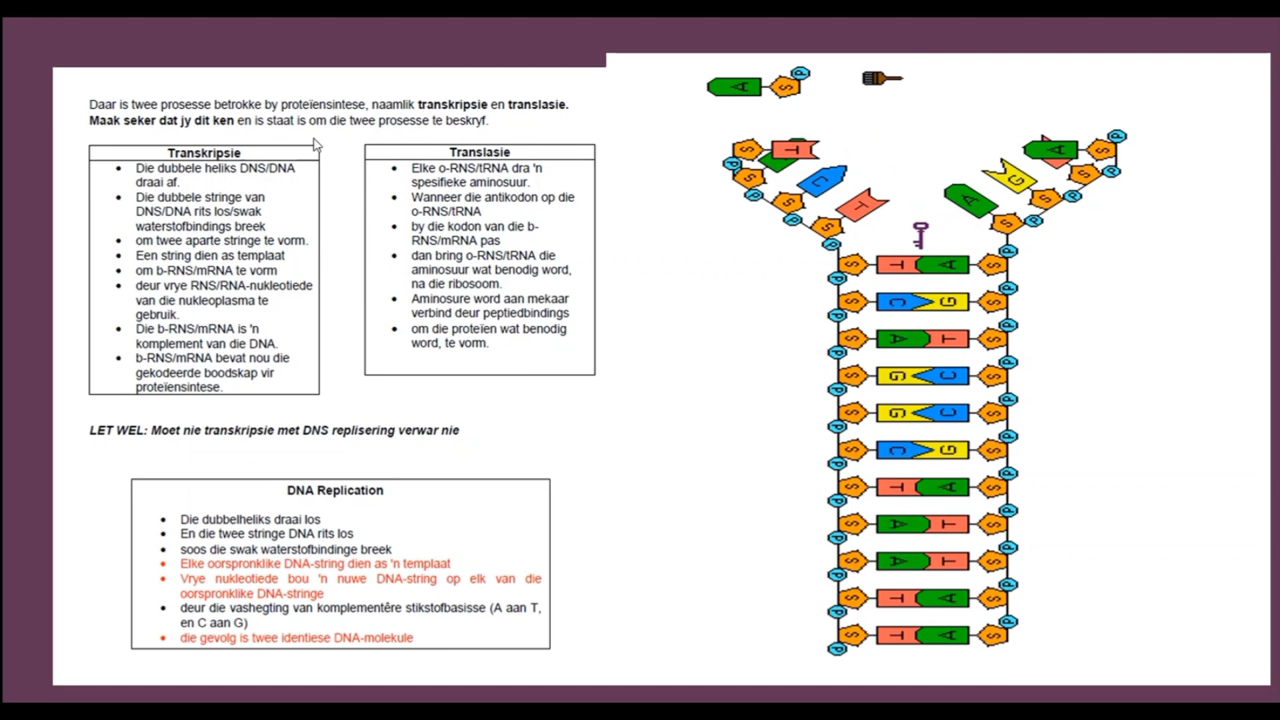 Daar is twee prosesse betrokke by proteïensintese, naamlik transkripsie en translasie.
Maak seker dat jy dit ken en is staat is om die twee prosesse te beskryf.
Transkripsie
• Die dubbele heliks DNS/DNA
draai af.
• Die dubbele stringe van
DNS/DNA rits los/swak
waterstofbindings breek
• om twee aparte stringe te vorm.
• Een string dien as templaat
• om b-RNS/mRNA te vorm
• deur vrye RNS/RNA-nukleotiede
van die nukleoplasma te
gebruik.
• Die b-RNS/mRNA is 'n
komplement van die DNA.
• b-RNS/mRNA bevat nou die
gekodeerde boodskap vir
proteïensintese.
Translasie
• Elke o-RNS/tRNA dra 'n
spesifieke aminosuur.
• Wanneer die antikodon op die
o-RNS/tRNA
• by die kodon van die b-
RNS/mRNA pas
• dan bring o-RNS/tRNA die
aminosuur wat benodig word,
na die ribosoom.
• Aminosure word aan mekaar
verbind deur peptiedbindings
• om die proteïen wat benodig
word, te vorm.
LET WEL: Moet nie transkripsie met DNS replisering verwar nie
DNA Replication
• Die dubbelheliks draai los
• En die twee stringe DNA rits los
• soos die swak waterstofbindinge breek
• Elke oorspronklike DNA-string dien as 'n templaat
• Vrye nukleotiede bou 'n nuwe DNA-string op elk van die
oorspronklike DNA-stringe
• deur die vashegting van komplementêre stikstofbasisse (A aan T,
en C aan G)
• die gevolg is twee identiese DNA-molekule
A S P
S T A S P
P S C G S P
P S T A S P
P S P
S T A S
P S C G S P
P S A T S P
P S G C S P
P S G C S P
P S C G S P
P S T A S P
P S A T S P
P S A T S P
P S T A S P
P S T A S P
P